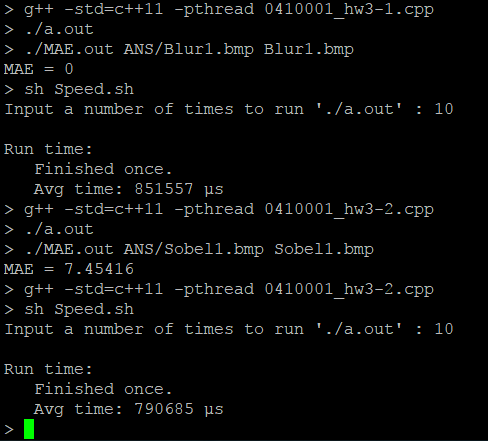 > g++ -std=c++11 -pthread 0410001_hw3-1.cpp
> ./a.out
> ./MAE.out ANS/Blur1.bmp Blur1.bmp
MAE = 0
> sh Speed.sh
Input a number of times to run './a.out' : 10

Run time:
   Finished once.
   Avg time: 851557 µs
> g++ -std=c++11 -pthread 0410001_hw3-2.cpp
> ./a.out
> ./MAE.out ANS/Sobel1.bmp Sobel1.bmp
MAE = 7.45416
> g++ -std=c++11 -pthread 0410001_hw3-2.cpp
> sh Speed.sh
Input a number of times to run './a.out' : 10

Run time:
   Finished once.
   Avg time: 790685 µs
>